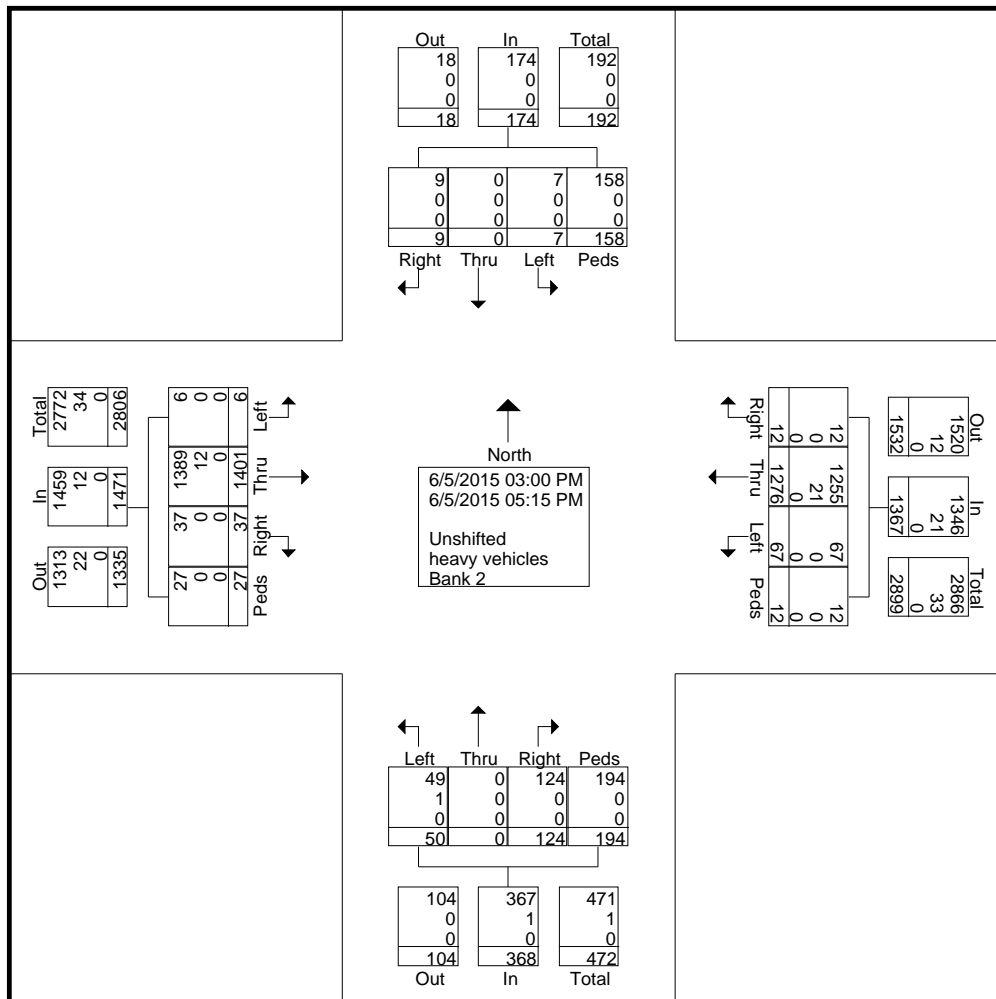 Out In Total
18 174 192
0 0 0
0 0 0
18 174 192
9 0 7 158
0 0 0 0
0 0 0 0
9 0 7 158
Right Thru Left Peds
Total
2772
34
0
2806
In
1459
12
0
1471
Out
1313
22
0
1335
6
0
0
6
Left
1389
12
0
1401
Thru
37
0
0
37
Right
27
0
0
27
Peds
North
6/5/2015 03:00 PM
6/5/2015 05:15 PM
Unshifted
heavy vehicles
Bank 2
Right
12
0
0
12
Thru
1255
21
0
1276
Left
67
0
0
67
Peds
12
0
0
12
Out
1520
12
0
1532
In
1346
21
0
1367
Total
2866
33
0
2899
Left Thru Right Peds
49 0 124 194
1 0 0 0
0 0 0 0
50 0 124 194
104 367 471
0 1 1
0 0 0
104 368 472
Out In Total